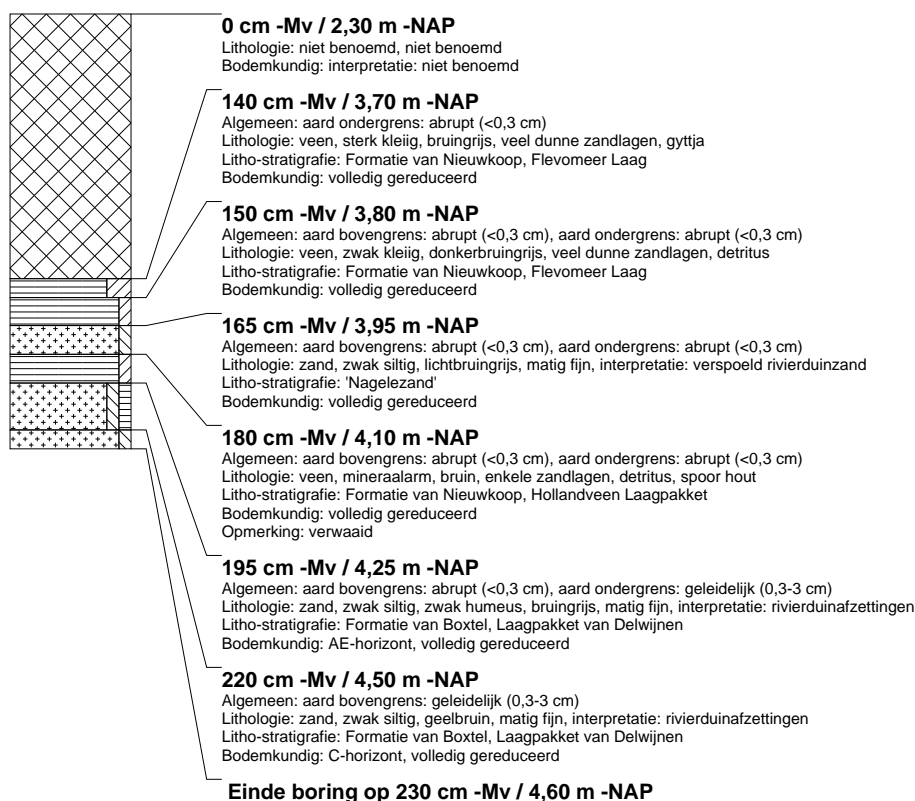 0 cm -Mv / 2,30 m -NAP
Lithologie: niet benoemd, niet benoemd
Bodemkundig: interpretatie: niet benoemd
140 cm -Mv / 3,70 m -NAP
Algemeen: aard ondergrens: abrupt (<0,3 cm)
Lithologie: veen, sterk kleiig, bruingrijs, veel dunne zandlagen, gyttja
Litho-stratigrafie: Formatie van Nieuwkoop, Flevomeer Laag
Bodemkundig: volledig gereduceerd
150 cm -Mv / 3,80 m -NAP
Algemeen: aard bovengrens: abrupt (<0,3 cm), aard ondergrens: abrupt (<0,3 cm)
Lithologie: veen, zwak kleiig, donkerbruingrijs, veel dunne zandlagen, detritus
Litho-stratigrafie: Formatie van Nieuwkoop, Flevomeer Laag
Bodemkundig: volledig gereduceerd
165 cm -Mv / 3,95 m -NAP
Algemeen: aard bovengrens: abrupt (<0,3 cm), aard ondergrens: abrupt (<0,3 cm)
Lithologie: zand, zwak siltig, lichtbruingrijs, matig fijn, interpretatie: verspoeld rivierduinzand
Litho-stratigrafie: 'Nagelezand'
Bodemkundig: volledig gereduceerd
180 cm -Mv / 4,10 m -NAP
Algemeen: aard bovengrens: abrupt (<0,3 cm), aard ondergrens: abrupt (<0,3 cm)
Lithologie: veen, mineraalarm, bruin, enkele zandlagen, detritus, spoor hout
Litho-stratigrafie: Formatie van Nieuwkoop, Hollandveen Laagpakket
Bodemkundig: volledig gereduceerd
Opmerking: verwaaid
195 cm -Mv / 4,25 m -NAP
Algemeen: aard bovengrens: abrupt (<0,3 cm), aard ondergrens: geleidelijk (0,3-3 cm)
Lithologie: zand, zwak siltig, zwak humeus, bruingrijs, matig fijn, interpretatie: rivierduinafzettingen
Litho-stratigrafie: Formatie van Boxtel, Laagpakket van Delwijnen
Bodemkundig: AE-horizont, volledig gereduceerd
220 cm -Mv / 4,50 m -NAP
Algemeen: aard bovengrens: geleidelijk (0,3-3 cm)
Lithologie: zand, zwak siltig, geelbruin, matig fijn, interpretatie: rivierduinafzettingen
Litho-stratigrafie: Formatie van Boxtel, Laagpakket van Delwijnen
Bodemkundig: C-horizont, volledig gereduceerd
Einde boring op 230 cm -Mv / 4,60 m -NAP